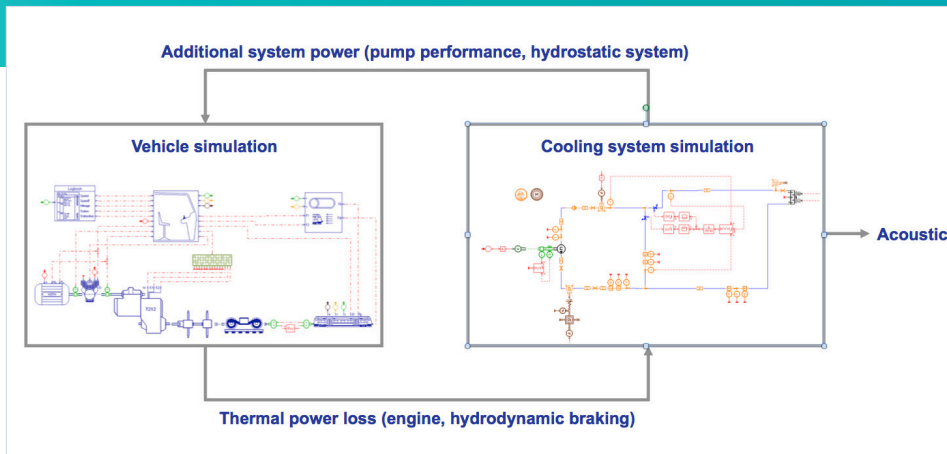 Additional system power (pump performance, hydrostatic system)
Vehicle simulation
Cooling system simulation
Acoustic
Thermal power loss (engine, hydrodynamic braking)